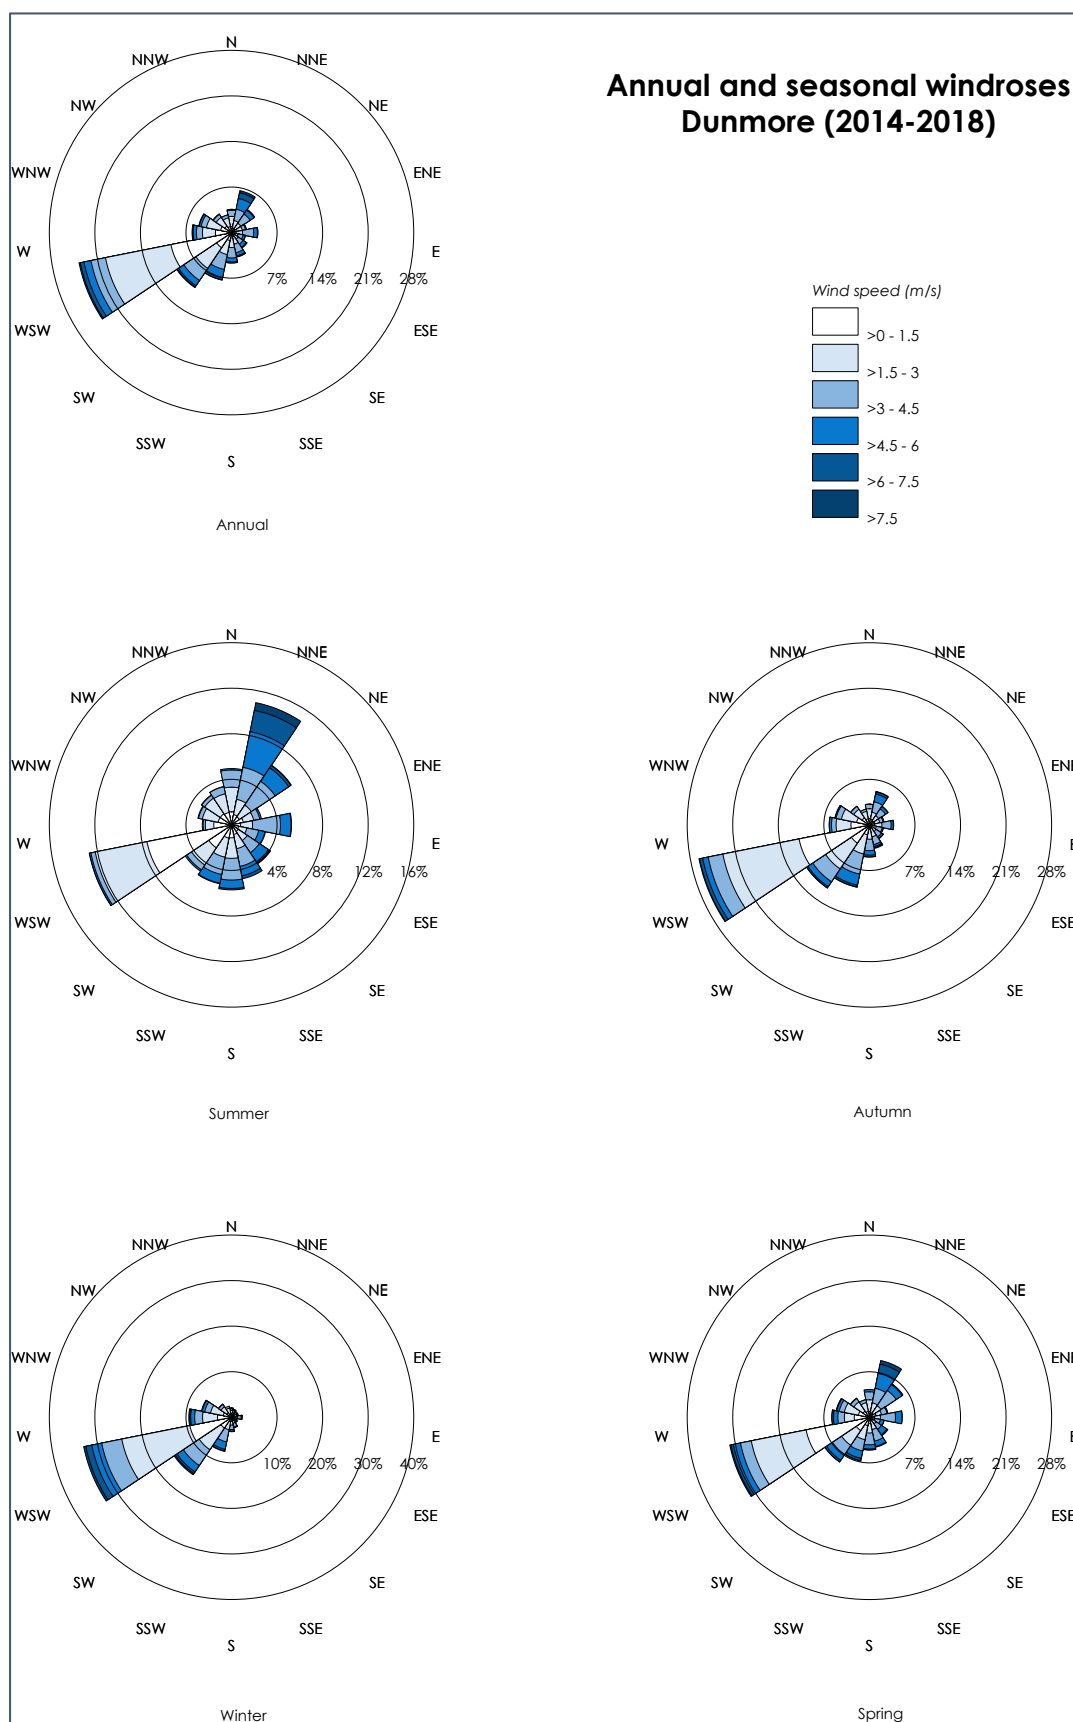 Annual and seasonal windroses
Dunmore (2014-2018)
N
NNW
NNE
NW
NE
WNW
ENE
W
E
7% 14% 21% 28%
WSW
ESE
SW
SE
SSW
SSE
S
Annual
Wind speed (m/s)
>0 - 1.5
>1.5 - 3
>3 - 4.5
>4.5 - 6
>6 - 7.5
>7.5
N
NNW
NNE
NW
NE
WNW
ENE
W
E
4% 8% 12% 16%
WSW
ESE
SW
SE
SSW
SSE
S
Summer
N
NNW
NNE
NW
NE
WNW
ENE
W
E
7% 14% 21% 28%
WSW
ESE
SW
SE
SSW
SSE
S
Autumn
N
NNW
NNE
NW
NE
WNW
ENE
W
E
10% 20% 30% 40%
WSW
ESE
SW
SE
SSW
SSE
S
Winter
N
NNW
NNE
NW
NE
WNW
ENE
W
E
7% 14% 21% 28%
WSW
ESE
SW
SE
SSW
SSE
S
Spring